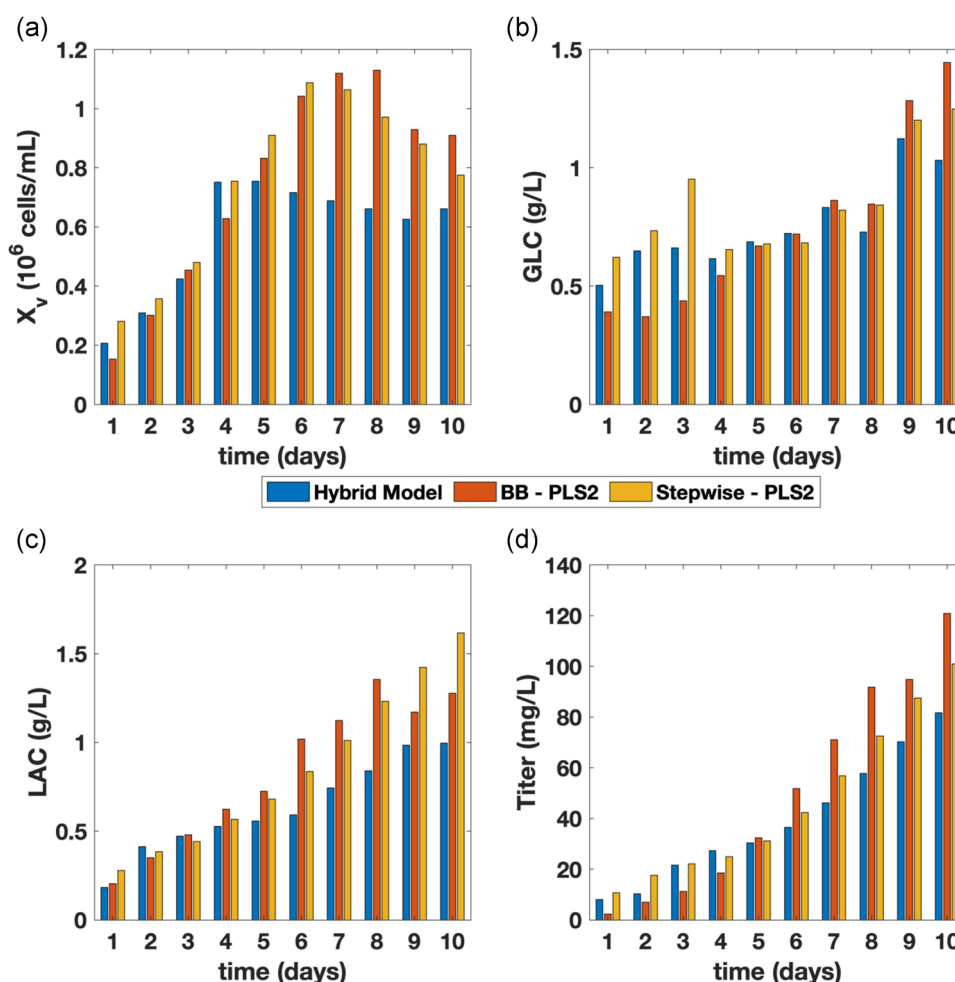 (a)
1.2
1
0.8
0.6
0.4
0.2
0
X_v (10^6 cells/mL)
1 2 3 4 5 6 7 8 9 10
time (days)
(b)
1.5
1
0.5
0
GLC (g/L)
1 2 3 4 5 6 7 8 9 10
time (days)
Hybrid Model BB - PLS2 Stepwise - PLS2
(c)
2
1.5
1
0.5
0
LAC (g/L)
1 2 3 4 5 6 7 8 9 10
time (days)
(d)
140
120
100
80
60
40
20
0
Titer (mg/L)
1 2 3 4 5 6 7 8 9 10
time (days)